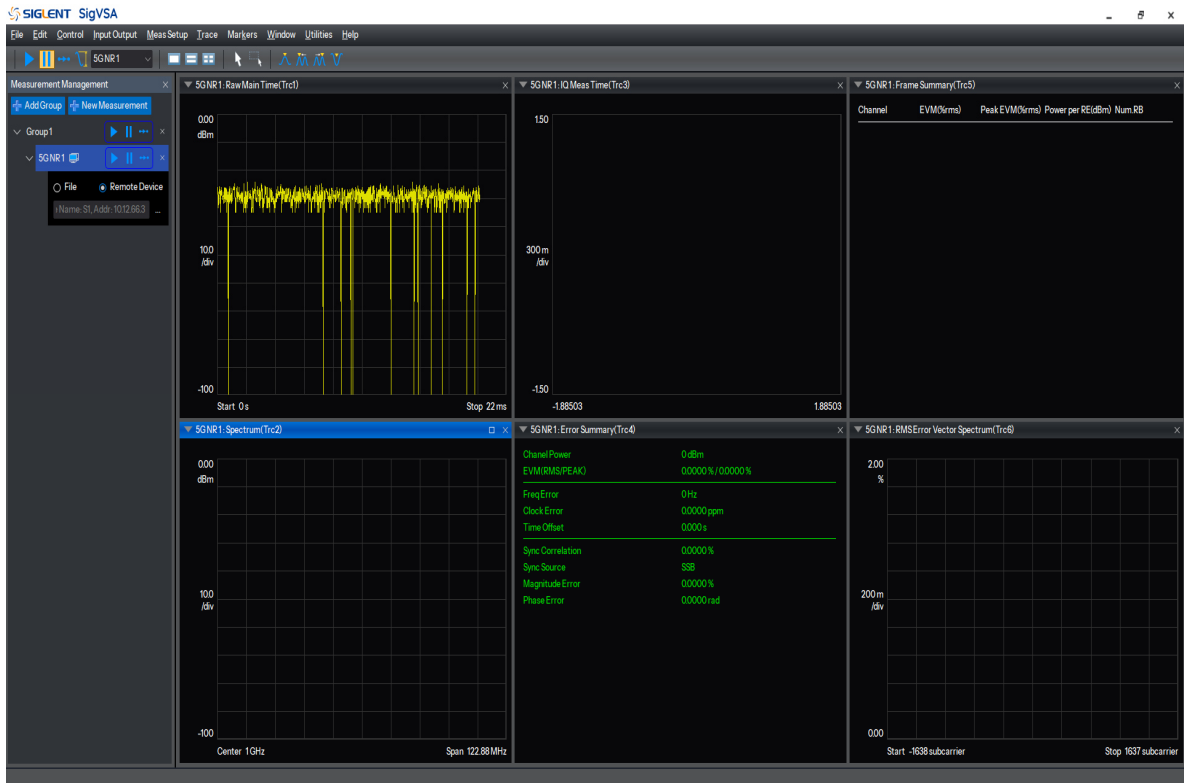 SIGLENT SigVSA
File Edit Control Input Output Meas Setup Trace Markers Window Utilities Help
5G NR 1
Measurement Management X
Add Group New Measurement
Group1
5G NR 1
File Remote Device
Name: S1, Addr: 10.12.66.3 ...
5G NR 1: Raw Main Time(Trc1)
0.00
dBm
10.0
/div
-100
Start 0 s Stop 22 ms
5G NR 1: IQ Meas Time(Trc3)
1.50
300 m
/div
-1.50
-1.88503 1.88503
5G NR 1: Frame Summary(Trc5)
Channel EVM(%rms) Peak EVM(%rms) Power per RE(dBm) Num.RB
5G NR 1: Spectrum(Trc2)
0.00
dBm
10.0
/div
-100
Center 1 GHz Span 122.88 MHz
5G NR 1: Error Summary(Trc4)
Chanel Power 0 dBm
EVM(RMS/PEAK) 0.0000 % / 0.0000 %
Freq Error 0 Hz
Clock Error 0.0000 ppm
Time Offset 0.000 s
Sync Correlation 0.0000 %
Sync Source SSB
Magnitude Error 0.0000 %
Phase Error 0.0000 rad
5G NR 1: RMS Error Vector Spectrum(Trc6)
2.00
%
200 m
/div
0.00
Start -1638 subcarrier Stop 1637 subcarrier